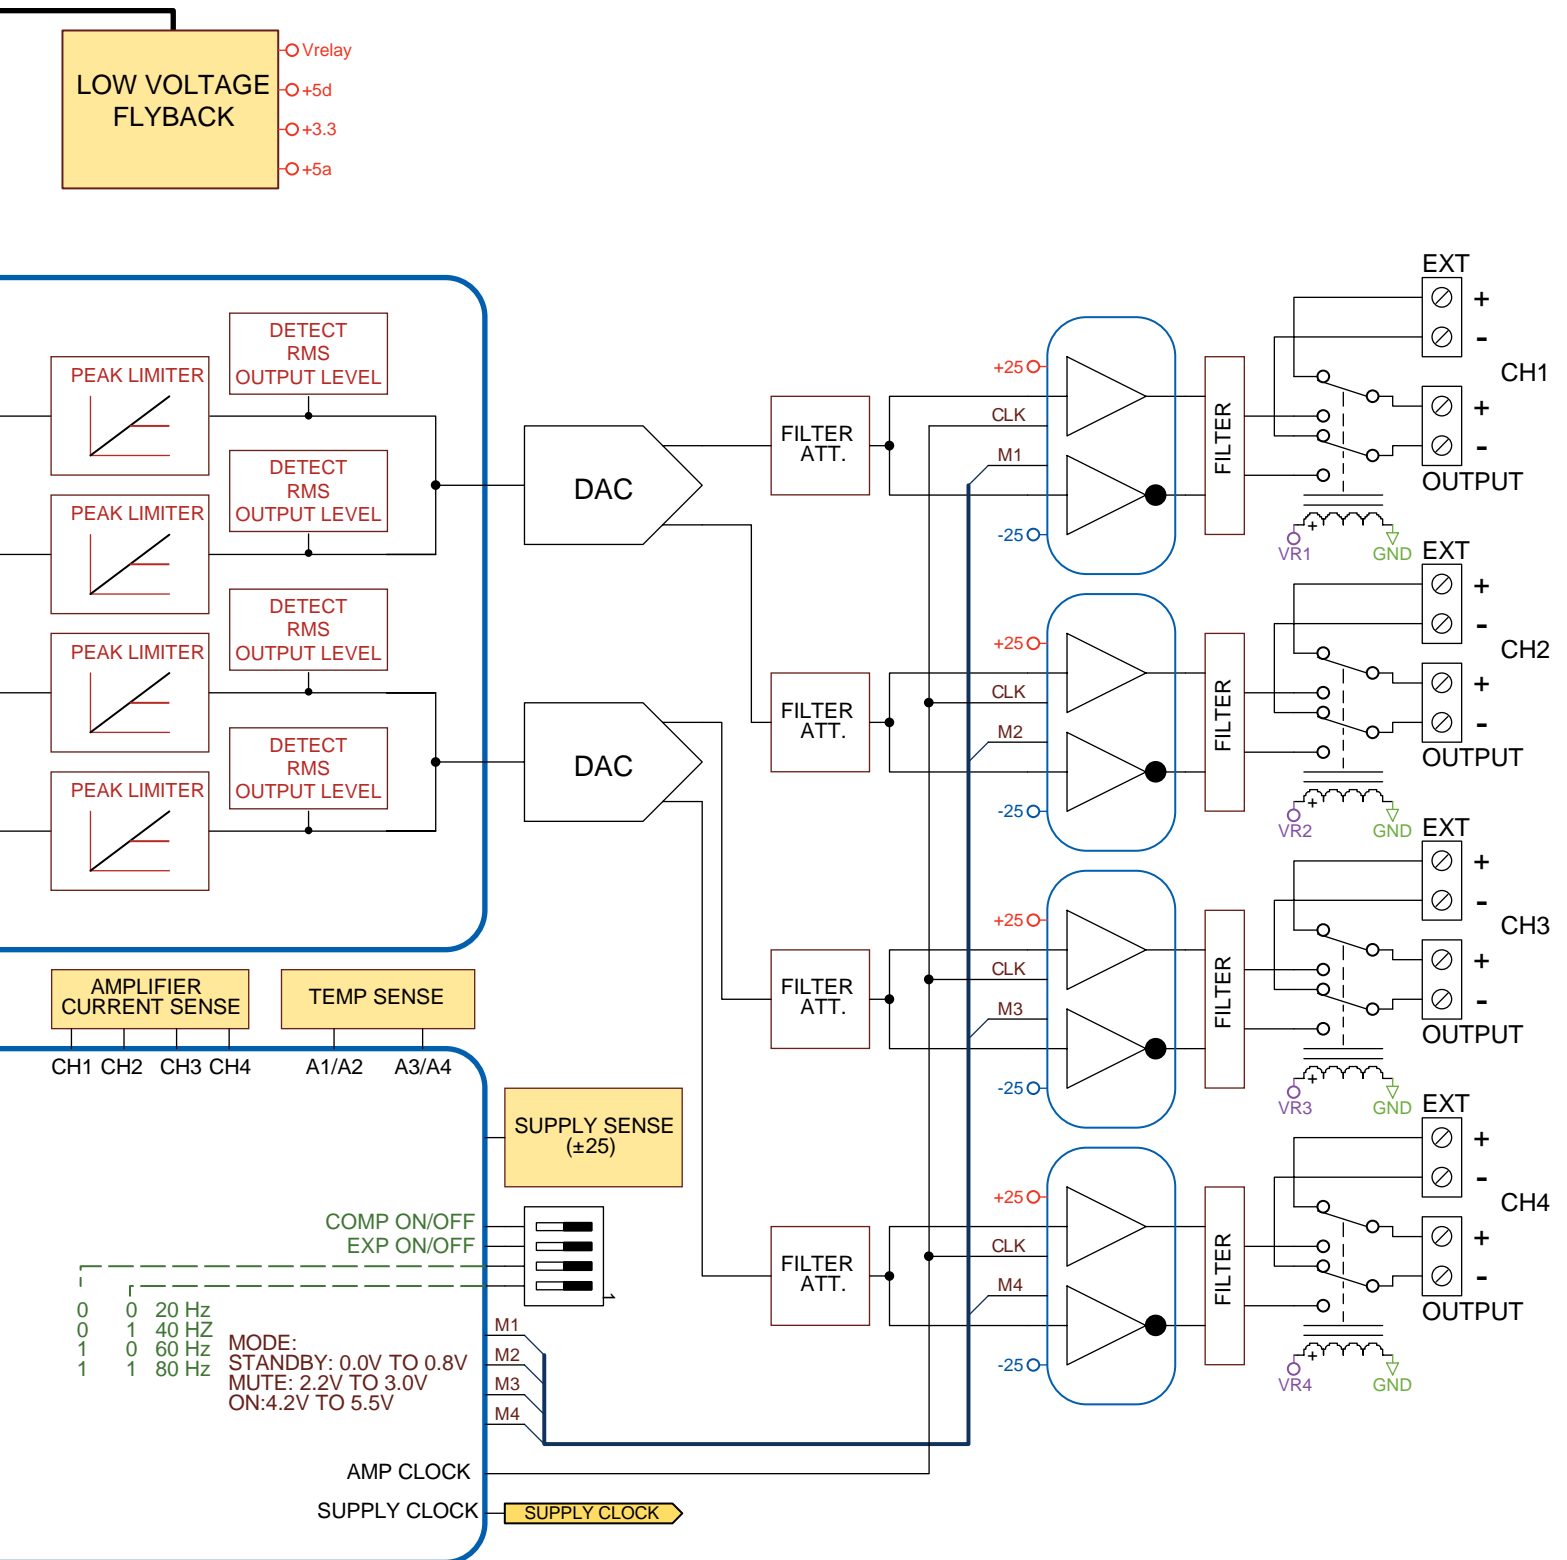 LOW VOLTAGE
FLYBACK
Vrelay
+5d
+3.3
+5a
PEAK LIMITER
DETECT
RMS
OUTPUT LEVEL
PEAK LIMITER
DETECT
RMS
OUTPUT LEVEL
PEAK LIMITER
DETECT
RMS
OUTPUT LEVEL
PEAK LIMITER
DETECT
RMS
OUTPUT LEVEL
DAC
DAC
FILTER
ATT.
FILTER
ATT.
FILTER
ATT.
FILTER
ATT.
+25
CLK
M1
-25
FILTER
EXT
+
-
CH1
+
-
OUTPUT
+
VR1
GND
+25
CLK
M2
-25
FILTER
EXT
+
-
CH2
+
-
OUTPUT
+
VR2
GND
+25
CLK
M3
-25
FILTER
EXT
+
-
CH3
+
-
OUTPUT
+
VR3
GND
+25
CLK
M4
-25
FILTER
EXT
+
-
CH4
+
-
OUTPUT
+
VR4
GND
AMPLIFIER
CURRENT SENSE
CH1 CH2 CH3 CH4
TEMP SENSE
A1/A2 A3/A4
SUPPLY SENSE
(±25)
COMP ON/OFF
EXP ON/OFF
1
0 0 20 Hz
0 1 40 HZ
1 0 60 Hz
1 1 80 Hz
MODE:
STANDBY: 0.0V TO 0.8V
MUTE: 2.2V TO 3.0V
ON:4.2V TO 5.5V
M1
M2
M3
M4
AMP CLOCK
SUPPLY CLOCK
SUPPLY CLOCK